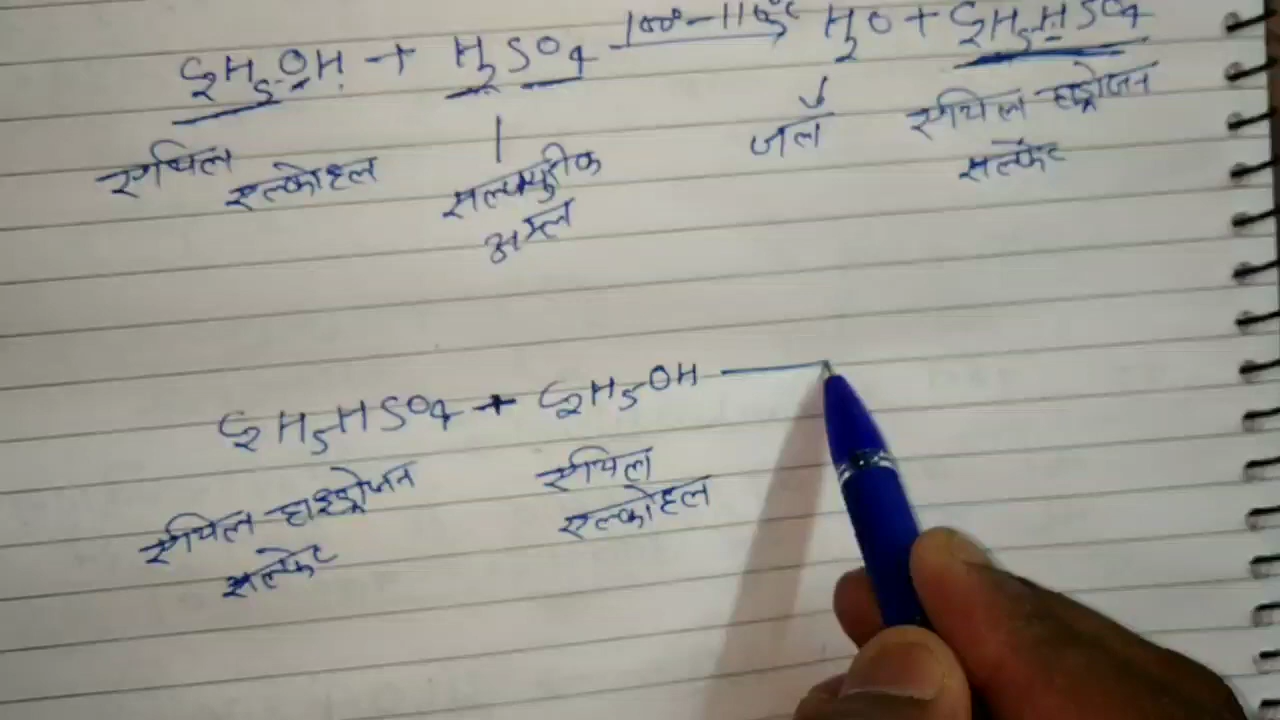 C2H5OH + H2SO4 100°-110°C H2O + C2H5HSO4
एथिल एल्कोहल सल्फ्युरीक अम्ल जल एथिल हाइड्रोजन सल्फेट
C2H5HSO4 + C2H5OH
एथिल हाइड्रोजन सल्फेट एथिल एल्कोहल